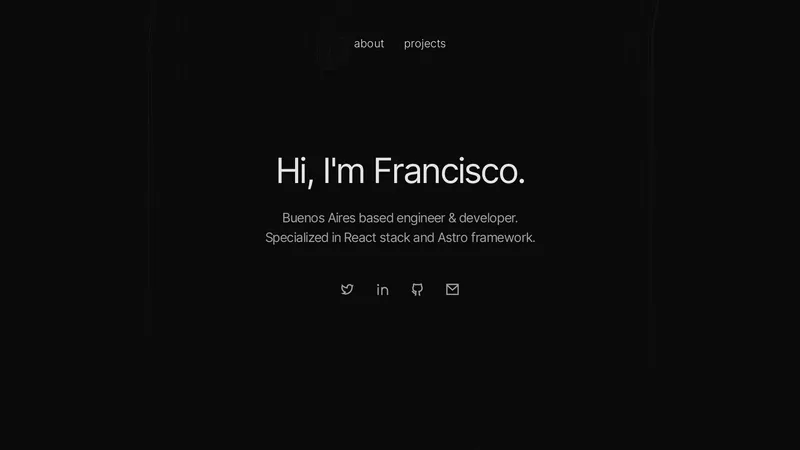 about projects
Hi, I'm Francisco.
Buenos Aires based engineer & developer.
Specialized in React stack and Astro framework.